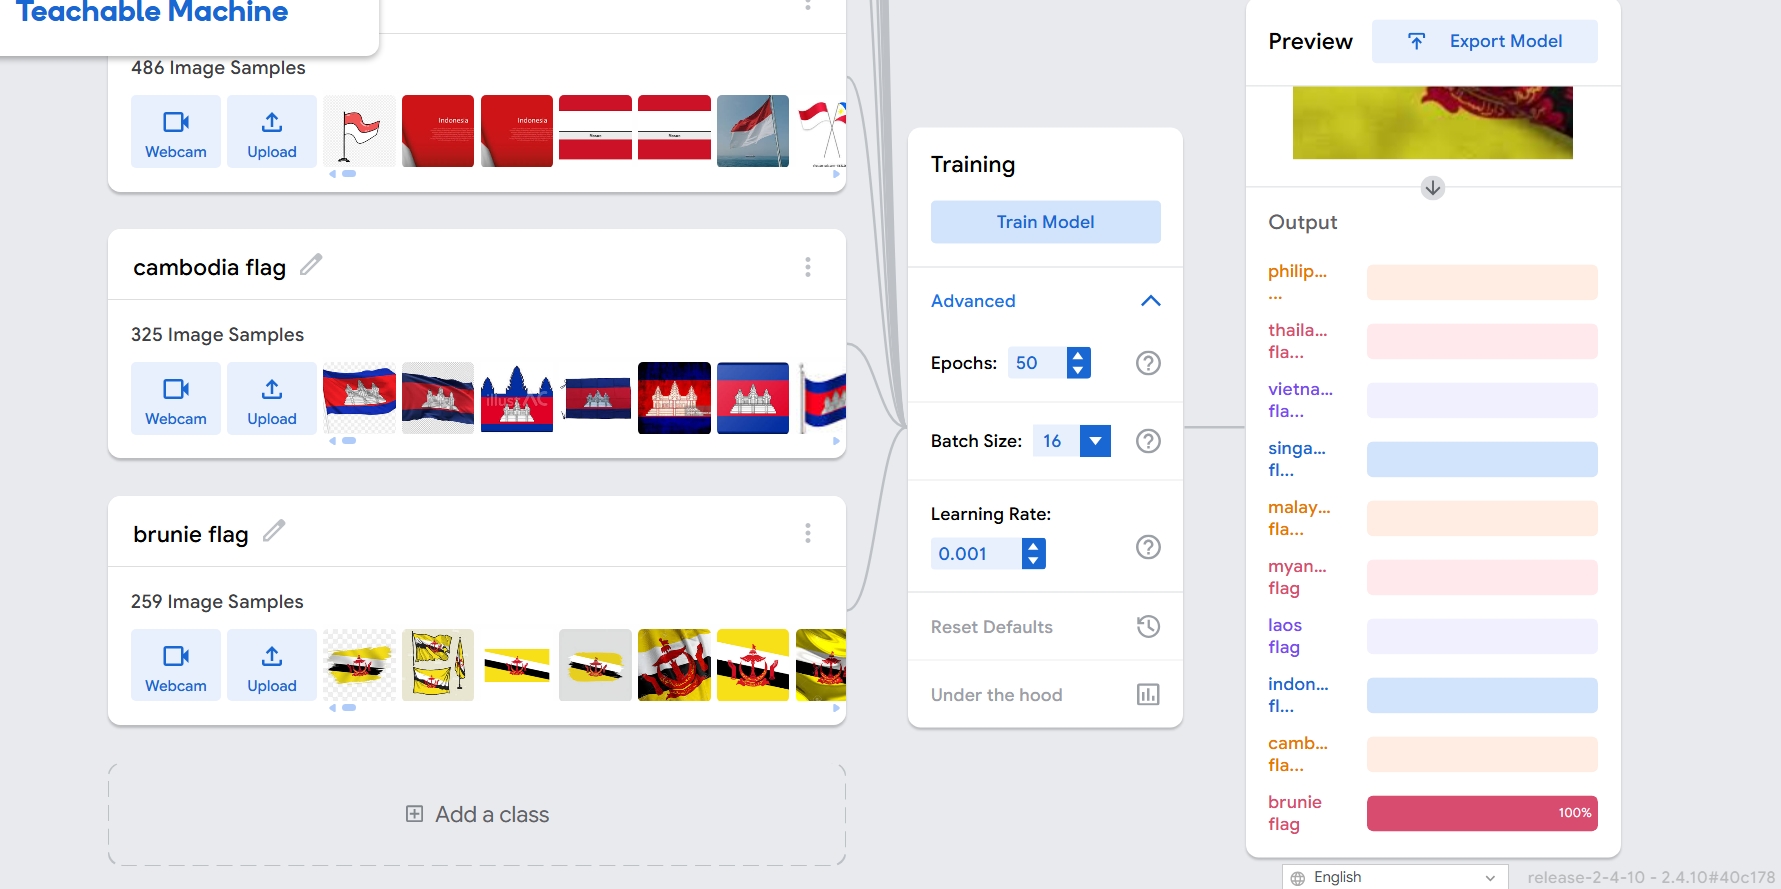 Teachable Machine
486 Image Samples
Webcam
Upload
Indonesia
Indonesia
cambodia flag
325 Image Samples
Webcam
Upload
illustAC
brunie flag
259 Image Samples
Webcam
Upload
Add a class
Training
Train Model
Advanced
Epochs: 50
Batch Size: 16
Learning Rate:
0.001
Reset Defaults
Under the hood
Preview
Export Model
Output
philip...
...
thaila...
fla...
vietna...
fla...
singa...
fl...
malay...
fla...
myan...
flag
laos
flag
indon...
fl...
camb...
fla...
brunie
flag
100%
English
release-2-4-10 - 2.4.10#40c178